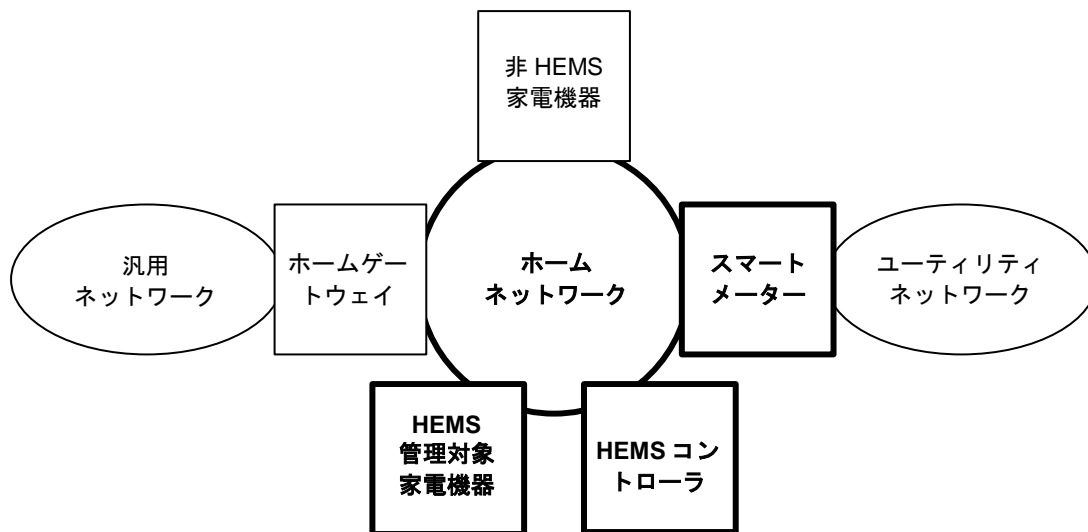 非 HEMS
家電機器
汎用
ネットワーク
ホームゲー
トウェイ
ホーム
ネットワーク
スマート
メーター
ユーティリティ
ネットワーク
HEMS
管理対象
家電機器
HEMS コン
トローラ